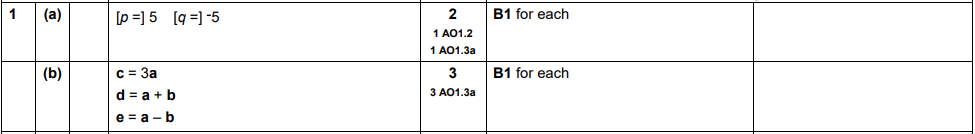 1 (a) [p =] 5 [q =] -5 2 B1 for each
1 AO1.2
1 AO1.3a
(b) c = 3a 3 B1 for each
d = a + b 3 AO1.3a
e = a – b